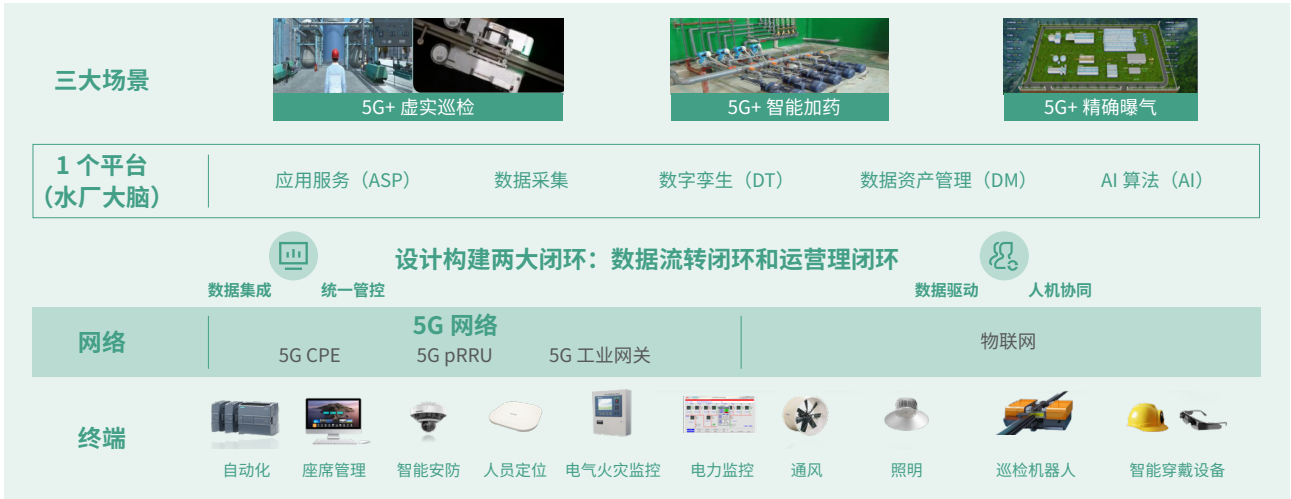 三大场景
5G+ 虚实巡检
5G+ 智能加药
5G+ 精确曝气
1 个平台
（水厂大脑）
应用服务（ASP）
数据采集
数字孪生（DT）
数据资产管理（DM）
AI 算法（AI）
设计构建两大闭环：数据流转闭环和运营理闭环
数据集成
统一管控
数据驱动
人机协同
网络
5G 网络
5G CPE
5G pRRU
5G 工业网关
物联网
终端
自动化
座席管理
智能安防
人员定位
电气火灾监控
电力监控
通风
照明
巡检机器人
智能穿戴设备